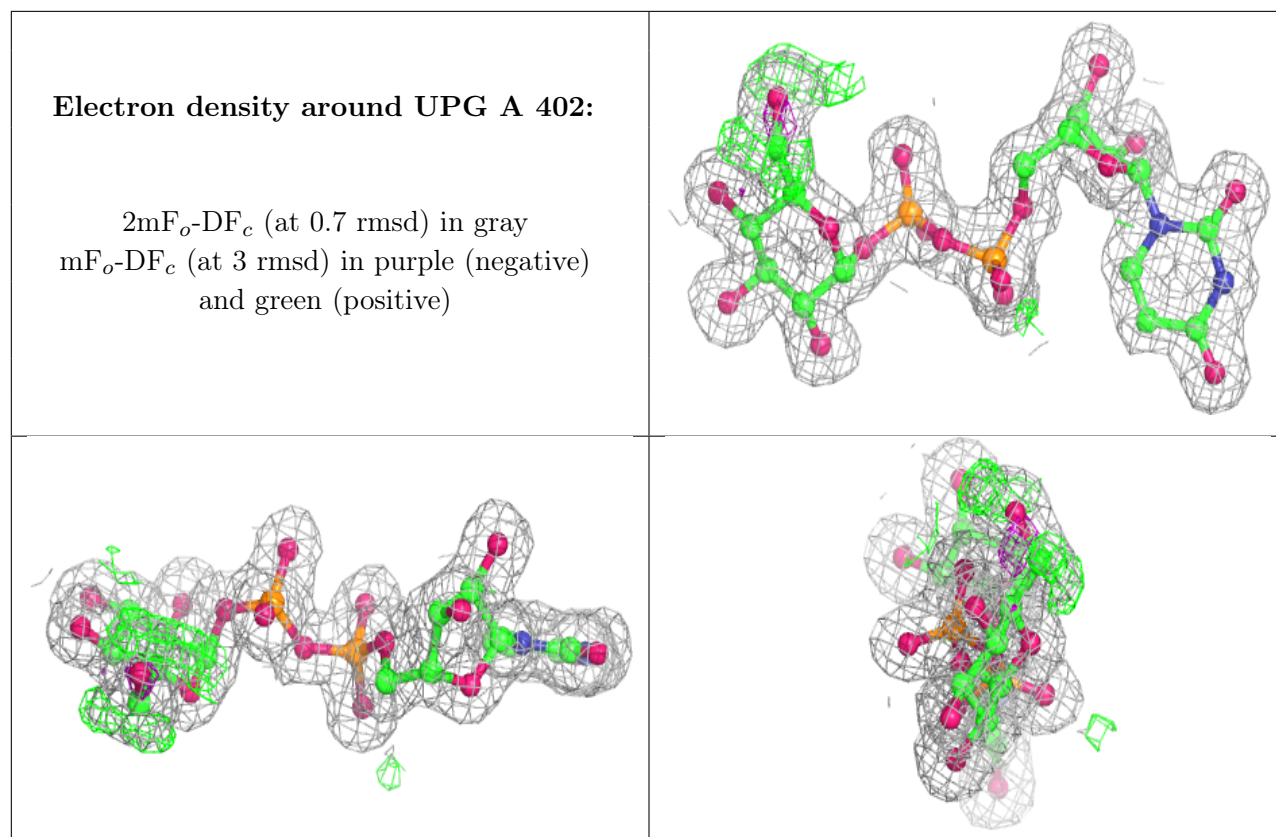 Electron density around UPG A 402:
2mFo-DFc (at 0.7 rmsd) in gray
mFo-DFc (at 3 rmsd) in purple (negative)
and green (positive)